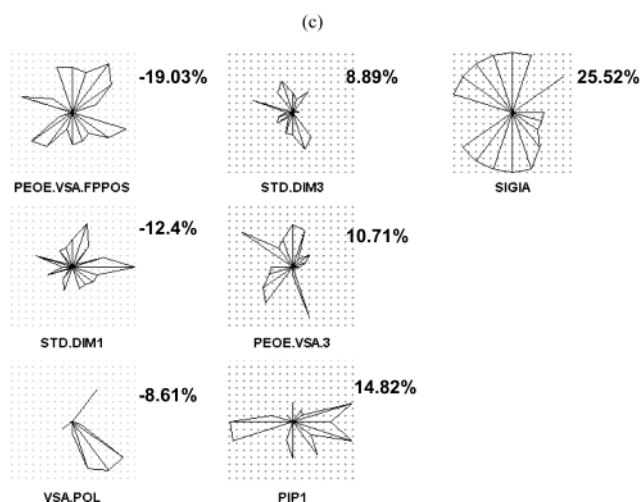 (c)
-19.03%
8.89%
25.52%
PEOE.VSA.FPPOS
STD.DIM3
SIGIA
-12.4%
10.71%
STD.DIM1
PEOE.VSA.3
-8.61%
14.82%
VSA.POL
PIP1